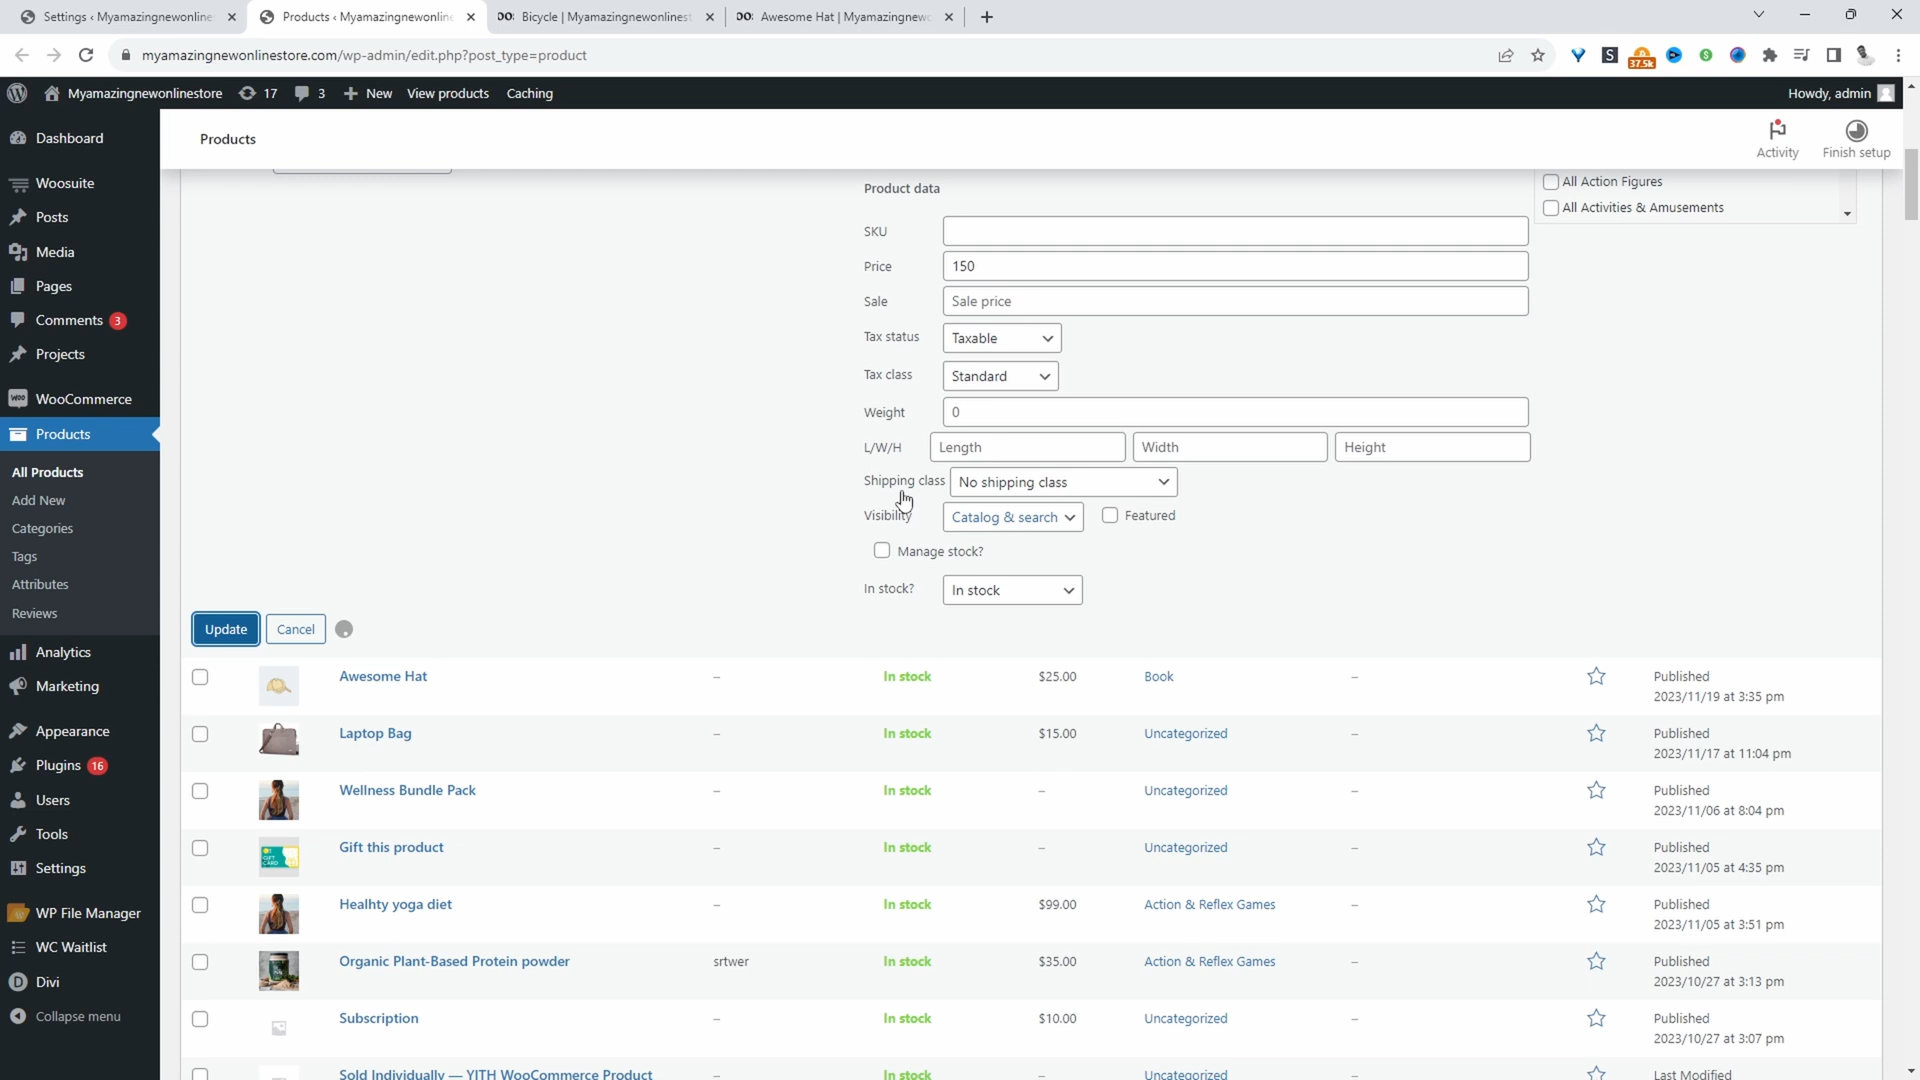 Settings ‹ Myamazingnewonline
Products ‹ Myamazingnewonline
Bicycle | Myamazingnewonlinest
Awesome Hat | Myamazingnew
myamazingnewonlinestore.com/wp-admin/edit.php?post_type=product
37.5k
Myamazingnewonlinestore
17
3
New
View products
Caching
Howdy, admin
Dashboard
Woosuite
Posts
Media
Pages
Comments 3
Projects
WooCommerce
Products
All Products
Add New
Categories
Tags
Attributes
Reviews
Analytics
Marketing
Appearance
Plugins 16
Users
Tools
Settings
WP File Manager
WC Waitlist
Divi
Collapse menu
Products
Activity
Finish setup
All Action Figures
All Activities & Amusements
Product data
SKU
Price 150
Sale Sale price
Tax status Taxable
Tax class Standard
Weight 0
L/W/H Length Width Height
Shipping class No shipping class
Visibility Catalog & search Featured
Manage stock?
In stock? In stock
Update Cancel
Awesome Hat – In stock $25.00 Book – Published
2023/11/19 at 3:35 pm
Laptop Bag – In stock $15.00 Uncategorized – Published
2023/11/17 at 11:04 pm
Wellness Bundle Pack – In stock – Uncategorized – Published
2023/11/06 at 8:04 pm
Gift this product – In stock – Uncategorized – Published
2023/11/05 at 4:35 pm
Healhty yoga diet – In stock $99.00 Action & Reflex Games – Published
2023/11/05 at 3:51 pm
Organic Plant-Based Protein powder srtwer In stock $35.00 Action & Reflex Games – Published
2023/10/27 at 3:13 pm
Subscription – In stock $10.00 Uncategorized – Published
2023/10/27 at 3:07 pm
Sold Individually — YITH WooCommerce Product – In stock – Uncategorized – Last Modified